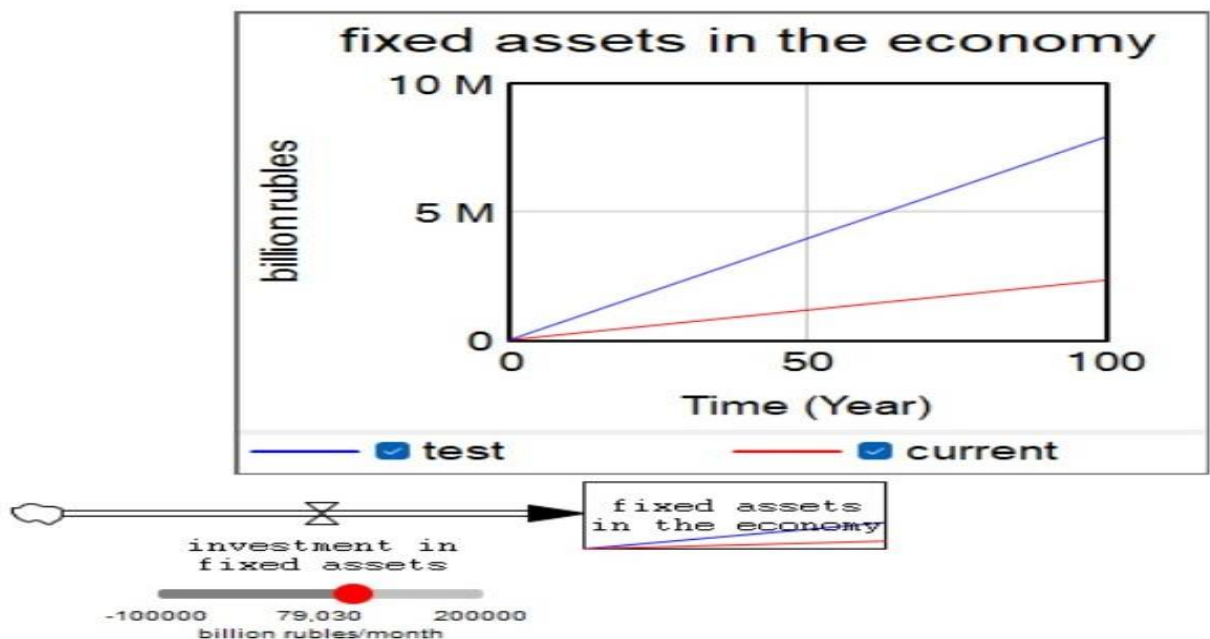 fixed assets in the economy
10 M
billion rubles
5 M
0
0 50 100
Time (Year)
test current
fixed assets
in the economy
investment in
fixed assets
-100000 79,030 200000
billion rubles/month